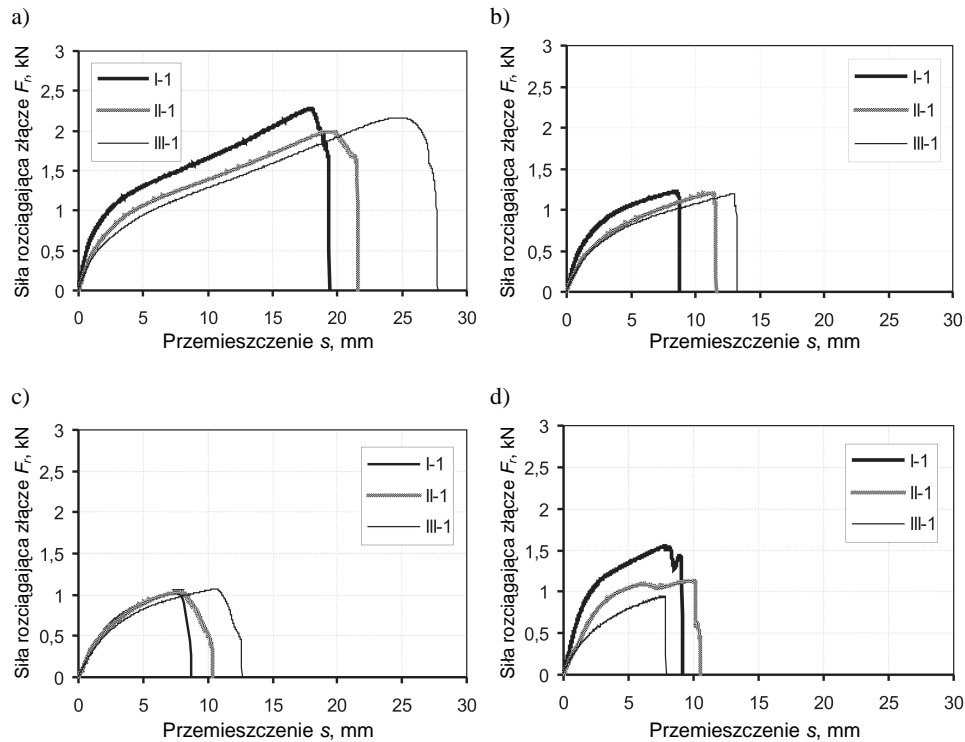 a)
Siła rozciągająca złącze Fr, kN
3
2,5
2
1,5
1
0,5
0
I-1
II-1
III-1
0 5 10 15 20 25 30
Przemieszczenie s, mm
b)
Siła rozciągająca złącze Fr, kN
3
2,5
2
1,5
1
0,5
0
I-1
II-1
III-1
0 5 10 15 20 25 30
Przemieszczenie s, mm
c)
Siła rozciągająca złącze Fr, kN
3
2,5
2
1,5
1
0,5
0
I-1
II-1
III-1
0 5 10 15 20 25 30
Przemieszczenie s, mm
d)
Siła rozciągająca złącze Fr, kN
3
2,5
2
1,5
1
0,5
0
I-1
II-1
III-1
0 5 10 15 20 25 30
Przemieszczenie s, mm